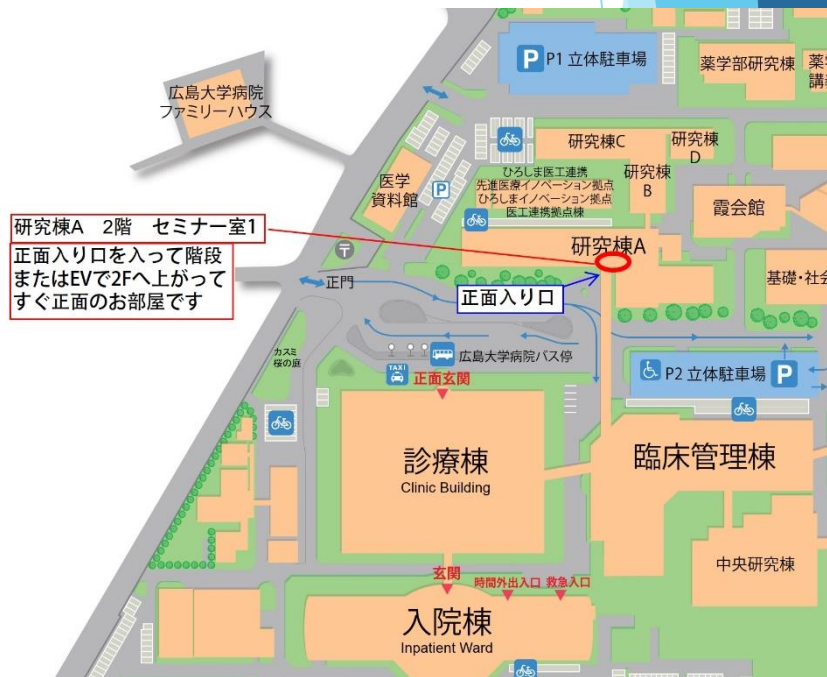 P P1 立体駐車場
薬学部研究棟
薬
講
広島大学病院
ファミリーハウス
研究棟C
研究棟
D
医学
資料館
P
ひろしま医工連携
先進医療イノベーション拠点
ひろしまイノベーション拠点
医工連携拠点棟
研究棟
B
霞会館
研究棟A 2階 セミナー室1
正面入り口を入って階段
またはEVで2Fへ上がって
すぐ正面のお部屋です
〒
研究棟A
正門
正面入り口
基礎・社会
カスミ
桜の庭
広島大学病院バス停
TAXI
正面玄関
P2 立体駐車場 P
診療棟
Clinic Building
臨床管理棟
中央研究棟
玄関
時間外出入口
救急入口
入院棟
Inpatient Ward